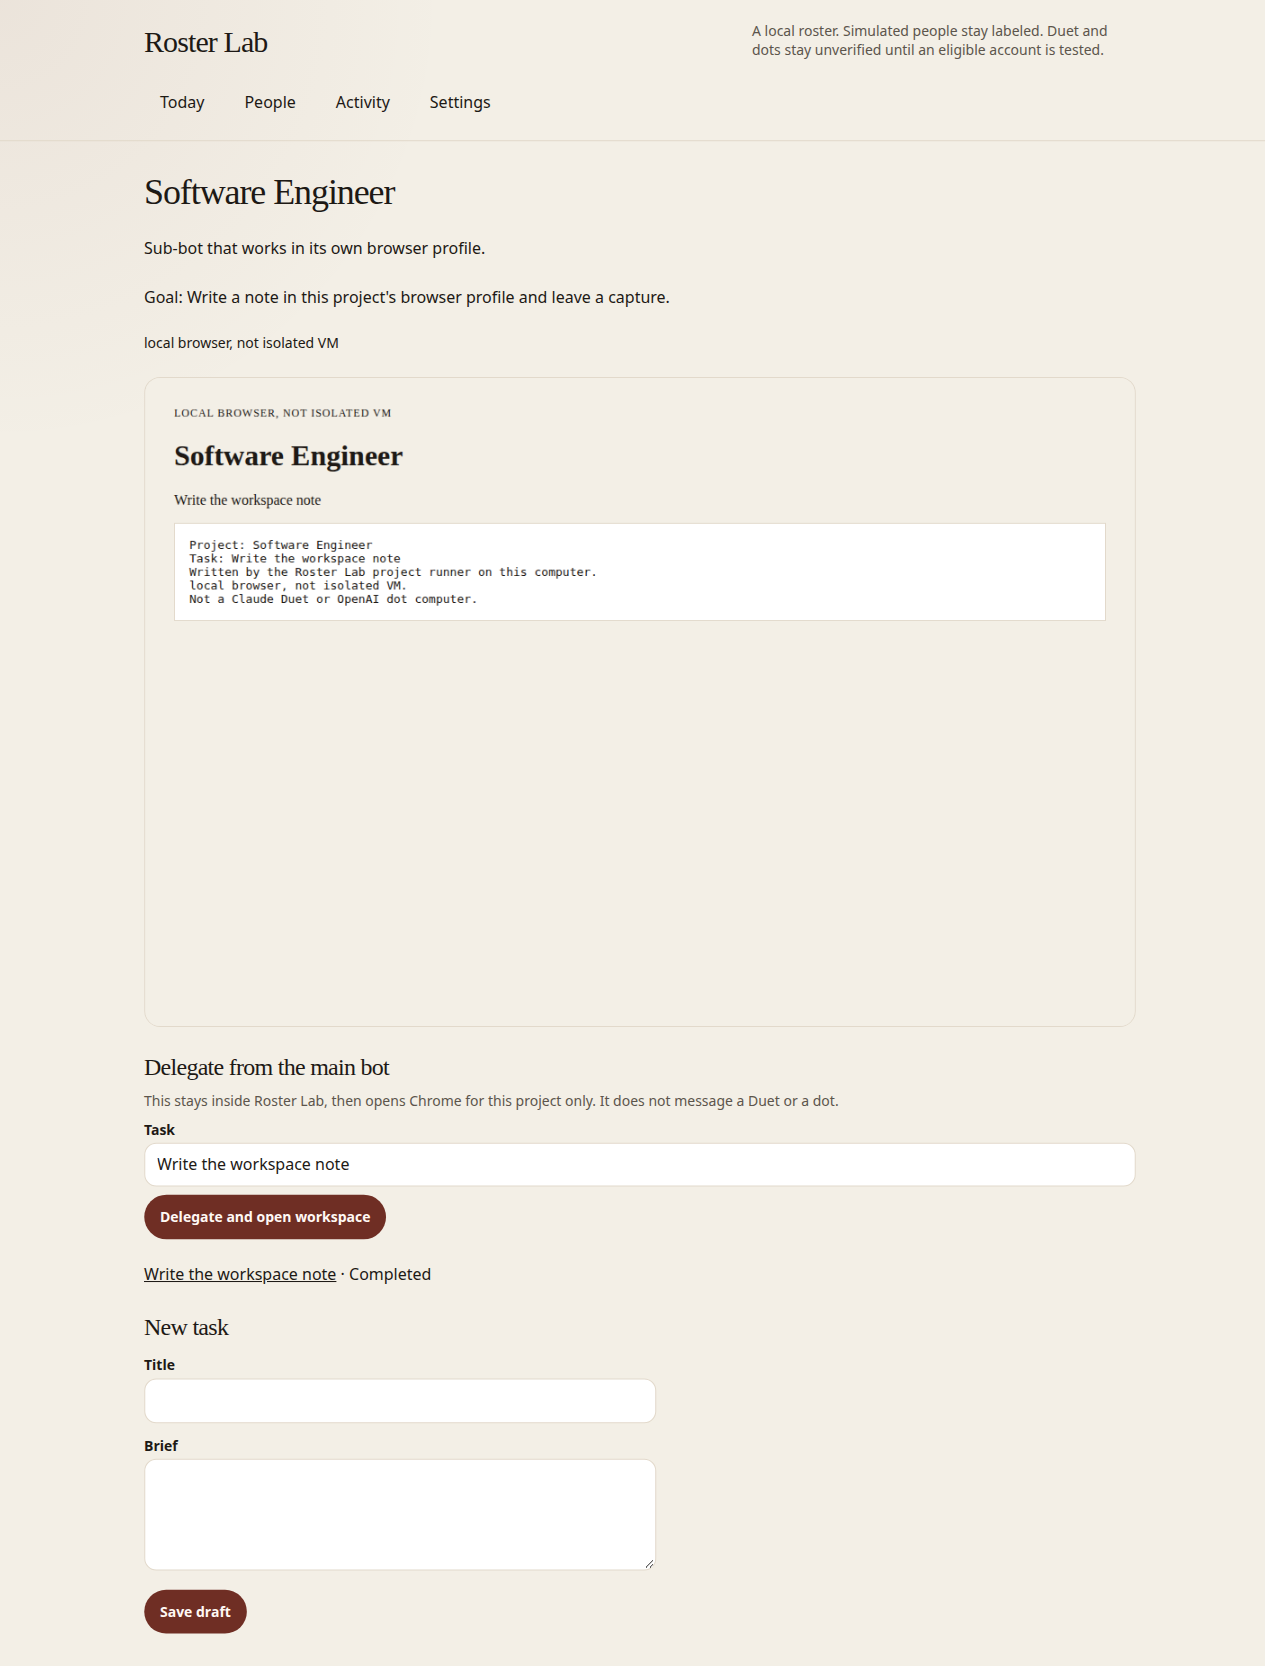 Roster Lab
A local roster. Simulated people stay labeled. Duet and
dots stay unverified until an eligible account is tested.
Today People Activity Settings
Software Engineer
Sub-bot that works in its own browser profile.
Goal: Write a note in this project's browser profile and leave a capture.
local browser, not isolated VM
LOCAL BROWSER, NOT ISOLATED VM
Software Engineer
Write the workspace note
Project: Software Engineer
Task: Write the workspace note
Written by the Roster Lab project runner on this computer.
local browser, not isolated VM.
Not a Claude Duet or OpenAI dot computer.
Delegate from the main bot
This stays inside Roster Lab, then opens Chrome for this project only. It does not message a Duet or a dot.
Task
Write the workspace note
Delegate and open workspace
Write the workspace note · Completed
New task
Title
Brief
Save draft